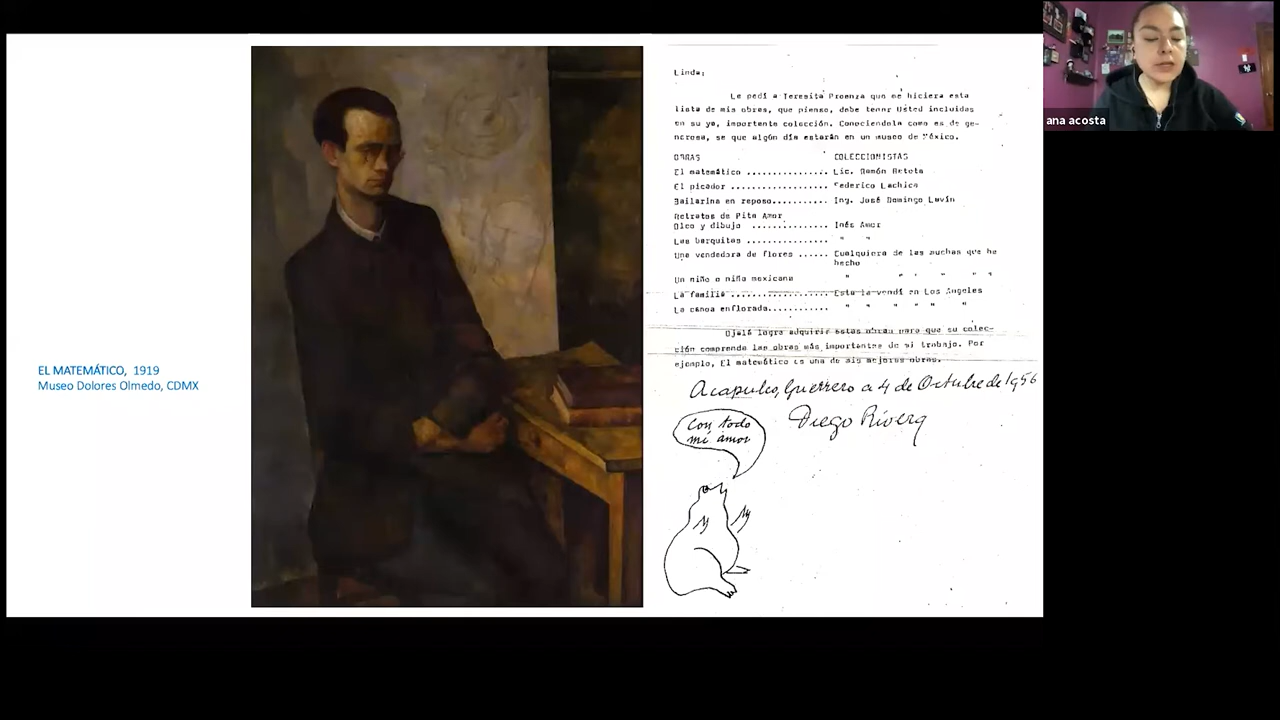 EL MATEMÁTICO, 1919
Museo Dolores Olmedo, CDMX
Linda:
Le pedí a Teresita Proenza que me hiciera esta
lista de mis obras, que pienso, debe tener Usted incluidas
en su ya, importante colección. Conociendola como es de ge-
nerosa, se que algún día estarán en un museo de México.
OBRAS COLECCIONISTAS
El matemático ............... Lic. Ramón Beteta
El picador .................. Federico Lachica
Bailarina en reposo........... Ing. José Domingo Lavín
Retratos de Pita Amor
Oleo y dibujo .............. Inés Amor
Las barquitas ............... " "
Una vendedora de flores ...... Cualquiera de las muchas que he
hecho
Un niño o niña mexicana " " " " "
La familia .................. Esta la vendí en Los Angeles
La canoa enflorada............ " " " " " "
Ojalá logre adquirir estas obras para que su colec-
ción comprenda las obras más importantes de mi trabajo. Por
ejemplo, El matemático es una de mis mejores obras.
Acapulco, Guerrero a 4 de Octubre de 1956
Diego Rivera
Con todo
mi amor
ana acosta